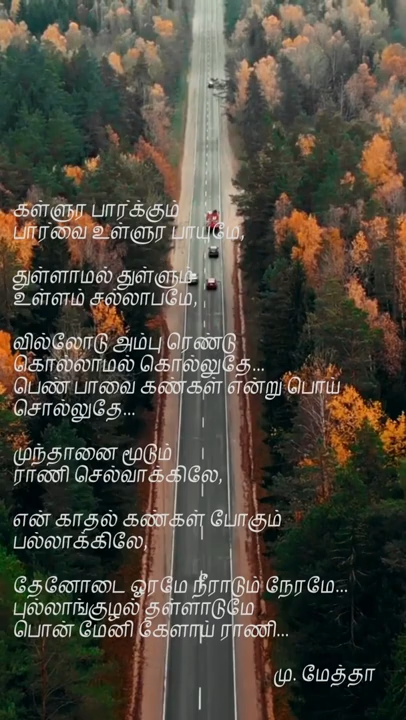 கள்ளுர பார்க்கும்
பார்வை உள்ளுர பாயுமே,
துள்ளாமல் துள்ளும்
உள்ளம் சல்லாபமே,
வில்லோடு அம்பு ரெண்டு
கொல்லாமல் கொல்லுதே...
பெண் பாவை கண்கள் என்று பொய்
சொல்லுதே...
முந்தானை மூடும்
ராணி செல்வாக்கிலே,
என் காதல் கண்கள் போகும்
பல்லாக்கிலே,
தேனோடை ஓரமே நீராடும் நேரமே...
புல்லாங்குழல் தள்ளாடுமே
பொன் மேனி கேளாய் ராணி...
மு. மேத்தா